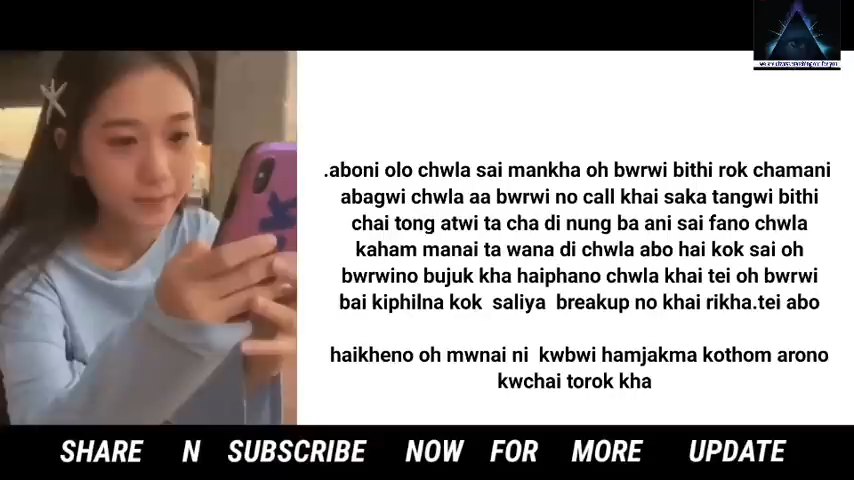 .aboni olo chwla sai mankha oh bwrwi bithi rok chamani
abagwi chwla aa bwrwi no call khai saka tangwi bithi
chai tong atwi ta cha di nung ba ani sai fano chwla
kaham manai ta wana di chwla abo hai kok sai oh
bwrwino bujuk kha haiphano chwla khai tei oh bwrwi
bai kiphilna kok saliya breakup no khai rikha.tei abo
haikheno oh mwnai ni kwbwi hamjakma kothom arono
kwchai torok kha
SHARE N SUBSCRIBE NOW FOR MORE UPDATE